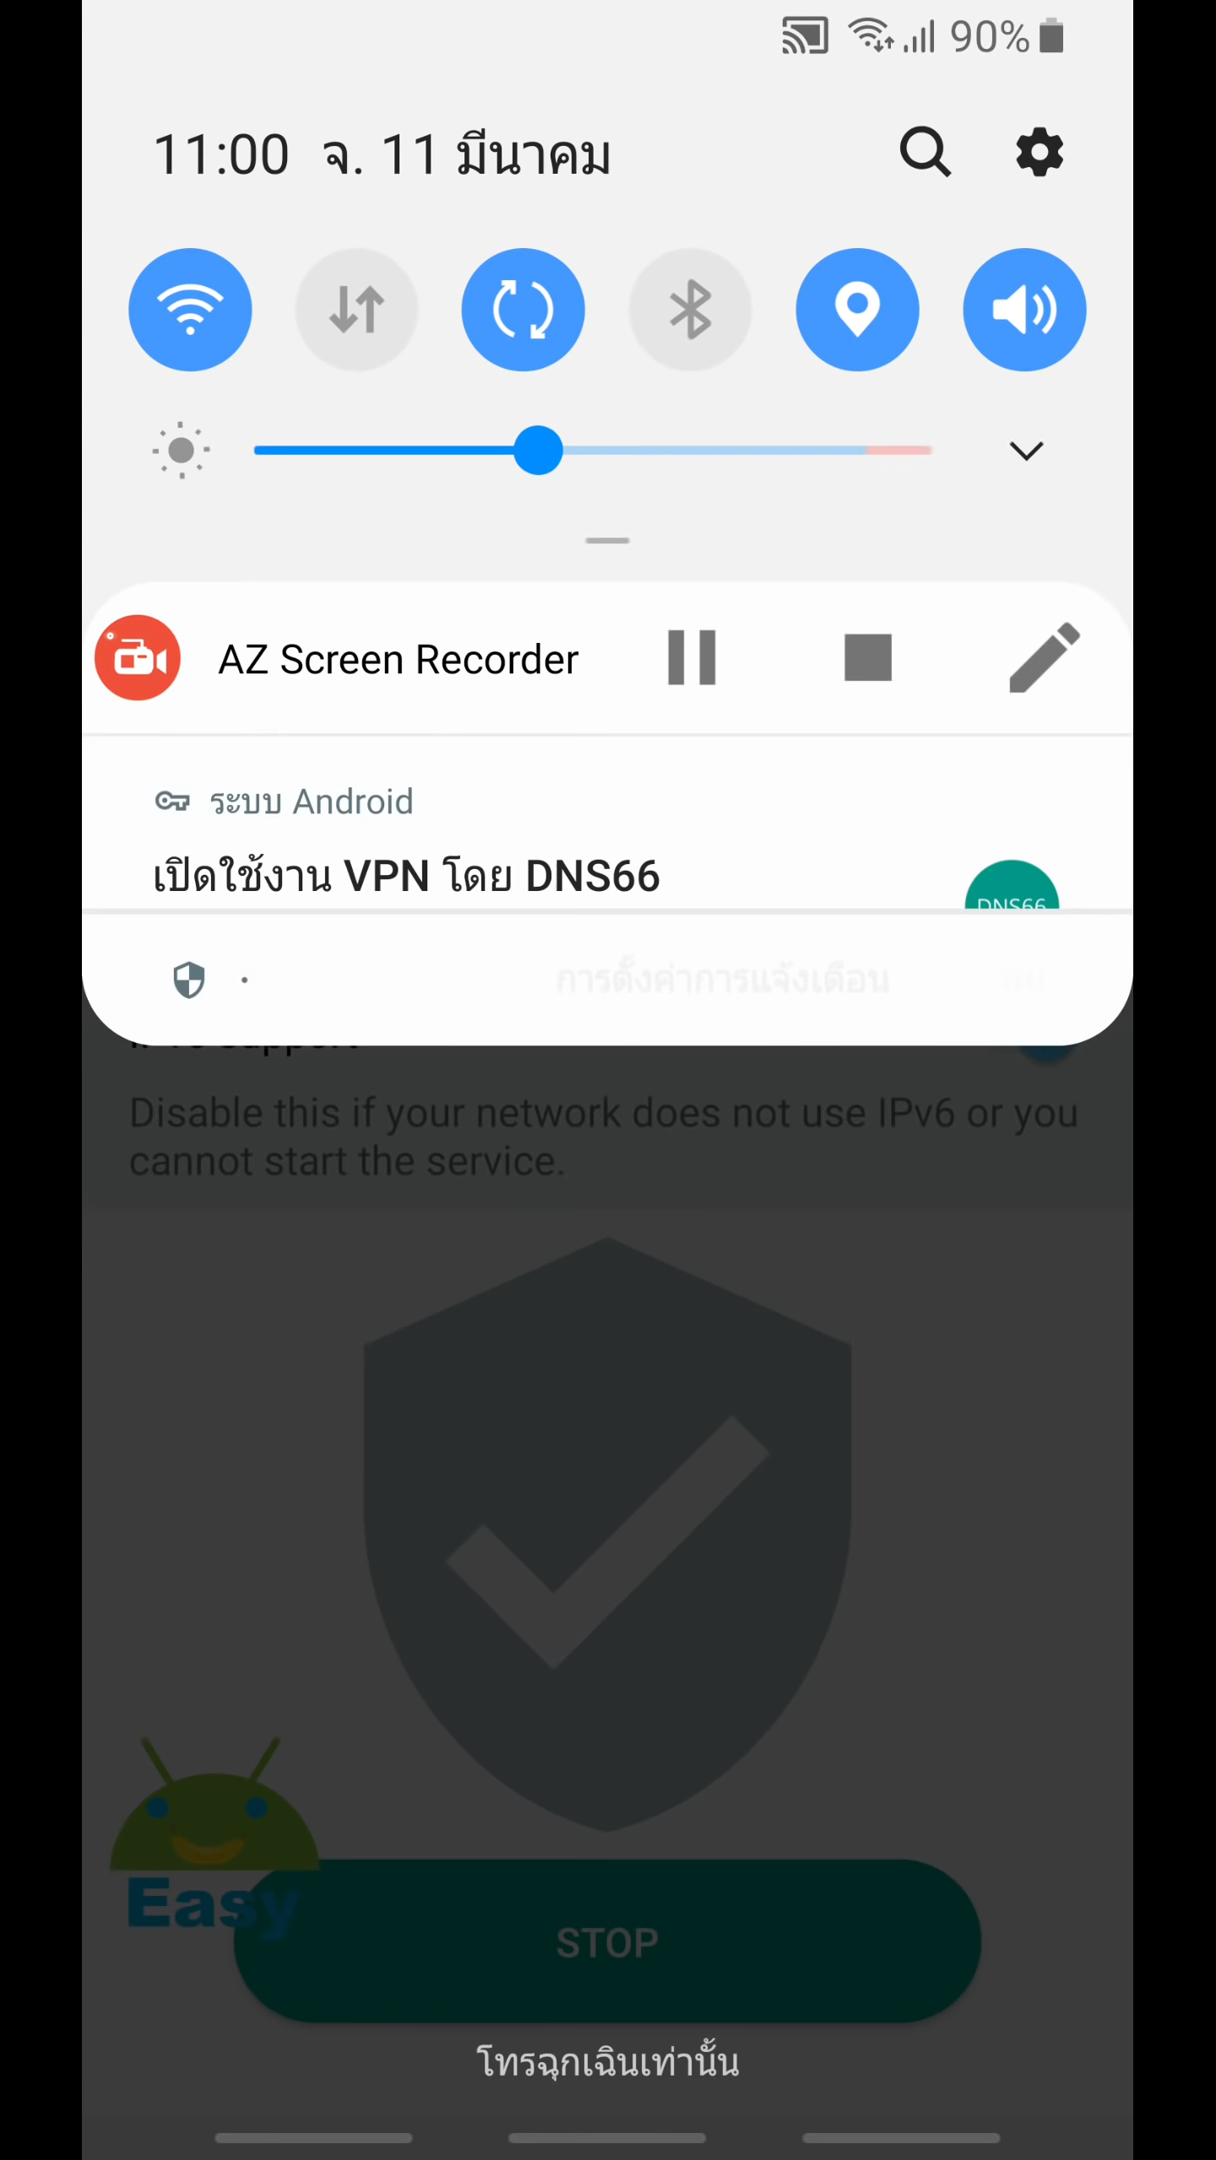 90%
11:00 จ. 11 มีนาคม
AZ Screen Recorder
ระบบ Android
เปิดใช้งาน VPN โดย DNS66
DNS66
การตั้งค่าการแจ้งเตือน
Disable this if your network does not use IPv6 or you
cannot start the service.
Easy
STOP
โทรฉุกเฉินเท่านั้น